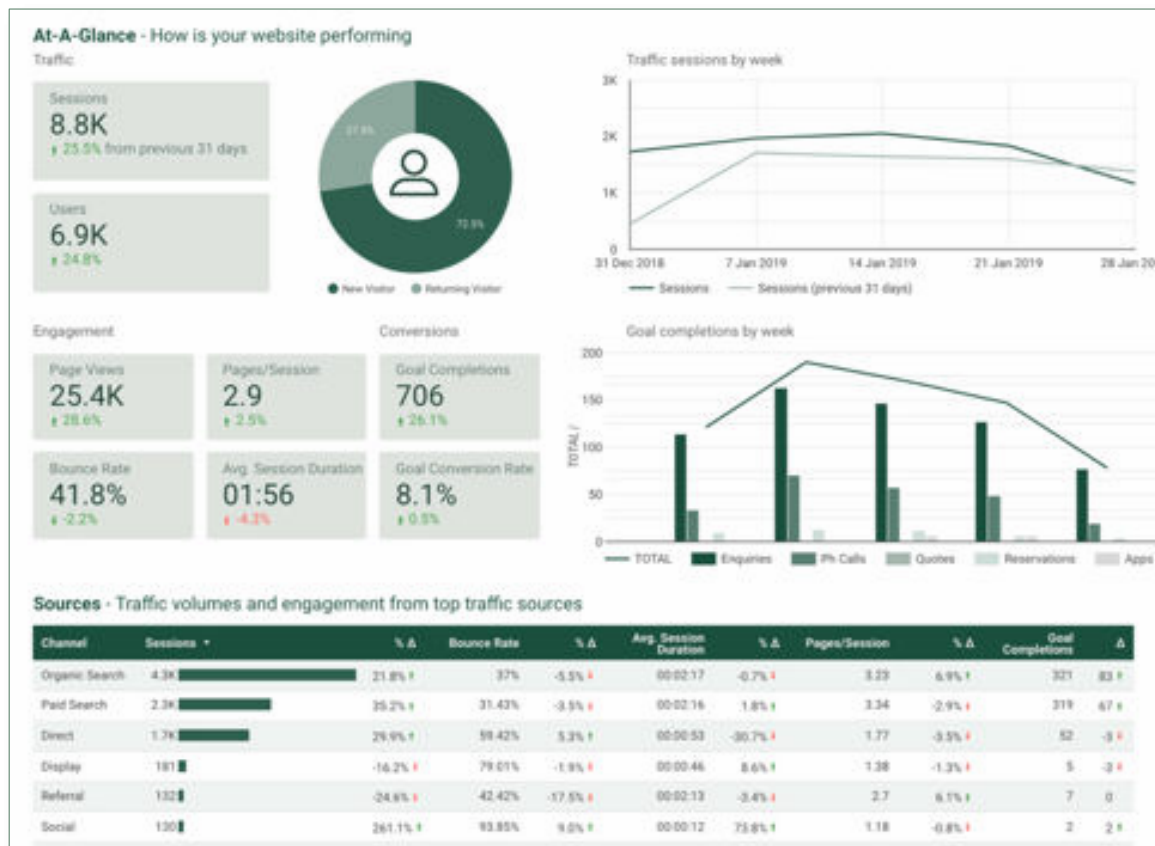 At-A-Glance - How is your website performing
Traffic
Sessions
8.8K
25.5% from previous 31 days
Users
6.9K
24.8%
27.5%
72.5%
New Visitor Returning Visitor
Traffic sessions by week
3K
2K
1K
0
31 Dec 2018 7 Jan 2019 14 Jan 2019 21 Jan 2019 28 Jan 20
Sessions Sessions (previous 31 days)
Engagement
Page Views
25.4K
28.6%
Pages/Session
2.9
2.5%
Bounce Rate
41.8%
-2.2%
Avg. Session Duration
01:56
-4.3%
Conversions
Goal Completions
706
26.1%
Goal Conversion Rate
8.1%
0.5%
Goal completions by week
TOTAL /
200
150
100
50
0
TOTAL Enquiries Ph Calls Quotes Reservations Apps
Sources - Traffic volumes and engagement from top traffic sources
Channel Sessions % Δ Bounce Rate % Δ Avg. Session Duration % Δ Pages/Session % Δ Goal Completions Δ
Organic Search 4.3K 21.8% 37% -5.5% 00:02:17 -0.7% 3.23 6.9% 321 83
Paid Search 2.3K 35.2% 31.43% -3.5% 00:02:16 1.8% 3.34 -2.9% 319 67
Direct 1.7K 29.9% 59.42% 5.3% 00:00:53 -30.7% 1.77 -3.5% 52 -3
Display 181 -16.2% 79.01% -1.9% 00:00:46 8.6% 1.38 -1.3% 5 -3
Referral 132 -24.6% 42.42% -17.5% 00:02:13 -3.4% 2.7 6.1% 7 0
Social 130 261.1% 93.85% 9.0% 00:00:12 73.8% 1.18 -0.8% 2 2